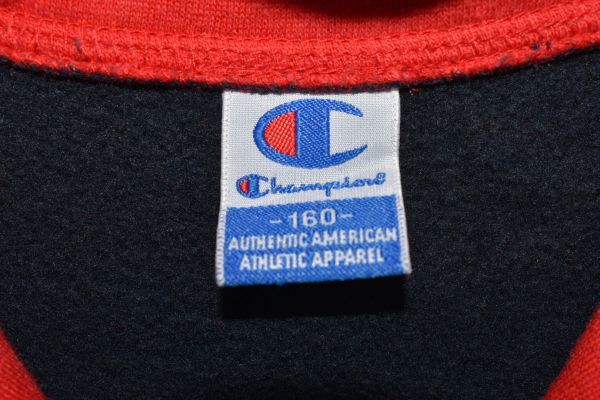 Champion
-160-
AUTHENTIC AMERICAN
ATHLETIC APPAREL